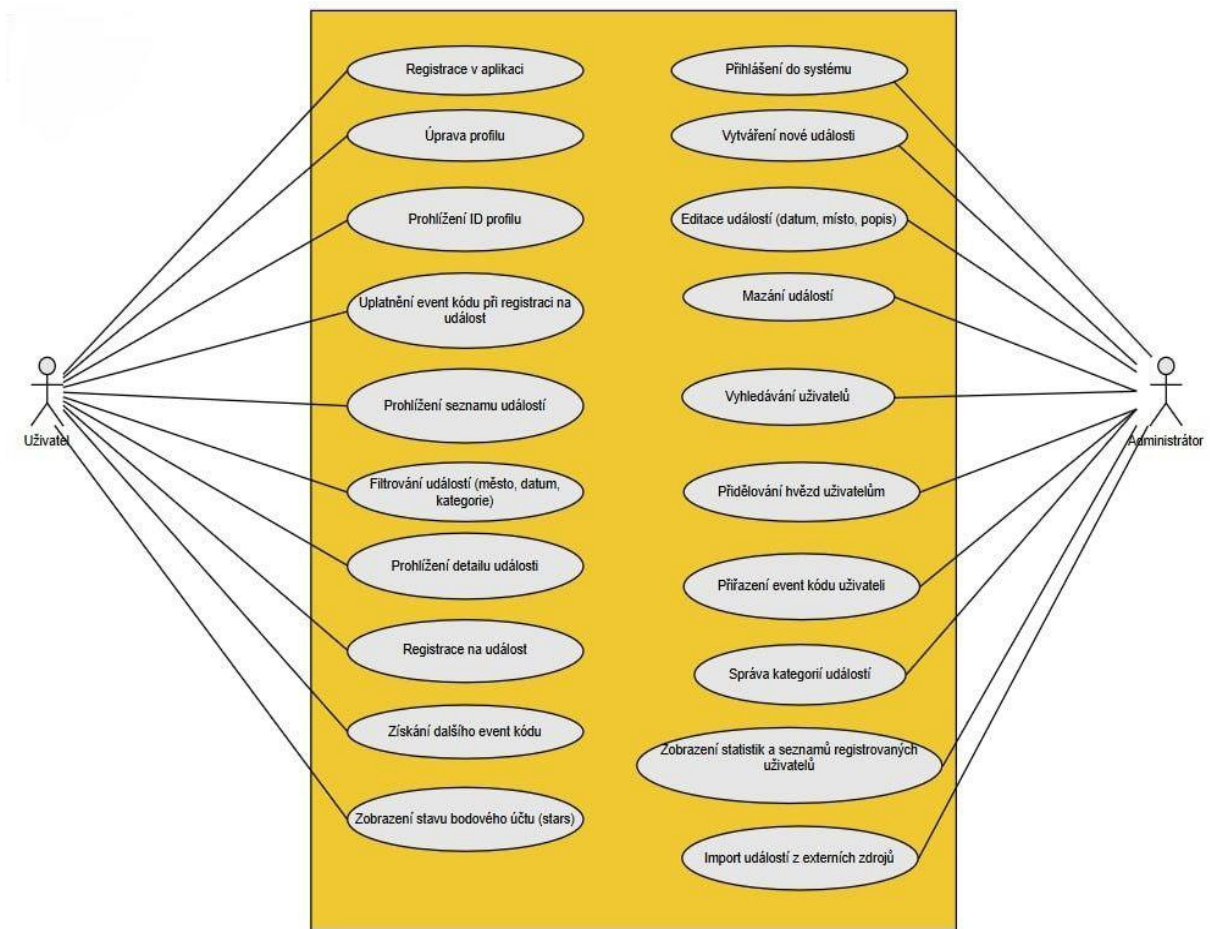 Registrace v aplikaci
Úprava profilu
Prohlížení ID profilu
Uplatnění event kódu při registraci na
událost
Prohlížení seznamu událostí
Filtrování událostí (město, datum,
kategorie)
Prohlížení detailu události
Registrace na událost
Získání dalšího event kódu
Zobrazení stavu bodového účtu (stars)
Uživatel
Přihlášení do systému
Vytváření nové události
Editace událostí (datum, místo, popis)
Mazání událostí
Vyhledávání uživatelů
Přidělování hvězd uživatelům
Přiřazení event kódu uživateli
Správa kategorií událostí
Zobrazení statistik a seznamů registrovaných
uživatelů
Import událostí z externích zdrojů
Administrátor